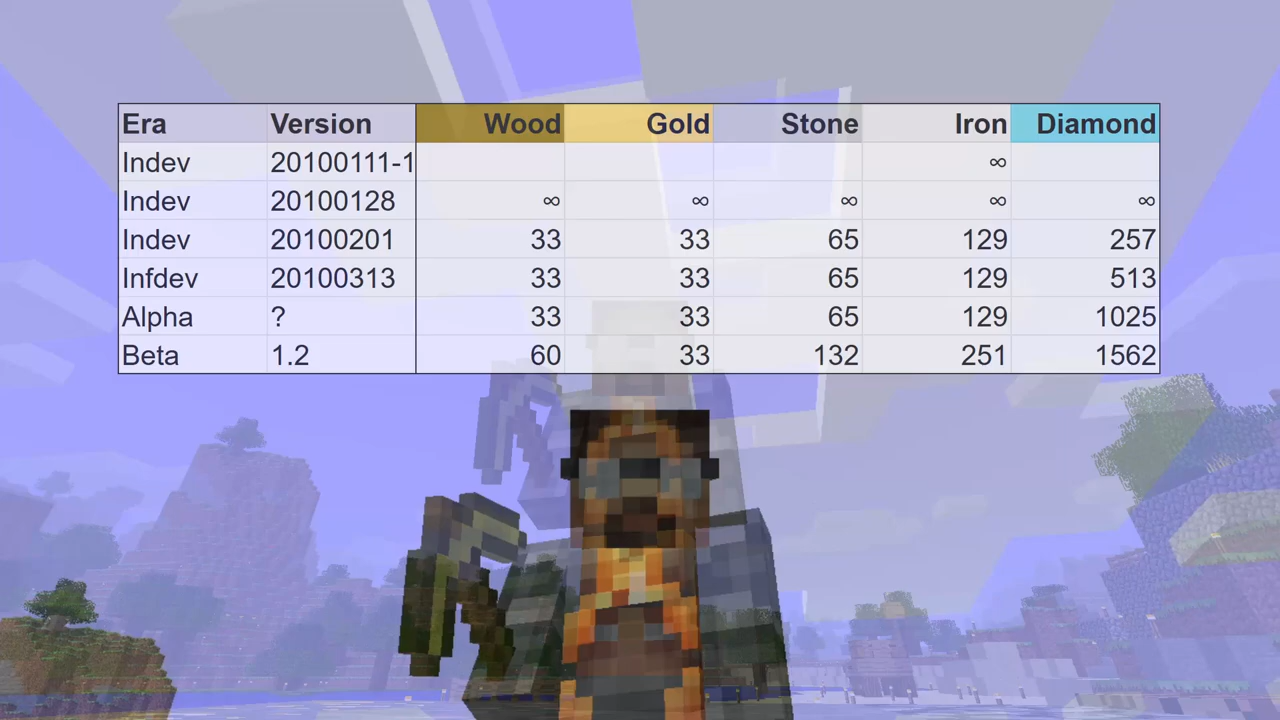 Era Version Wood Gold Stone Iron Diamond
Indev 20100111-1 ∞
Indev 20100128 ∞ ∞ ∞ ∞ ∞
Indev 20100201 33 33 65 129 257
Infdev 20100313 33 33 65 129 513
Alpha ? 33 33 65 129 1025
Beta 1.2 60 33 132 251 1562